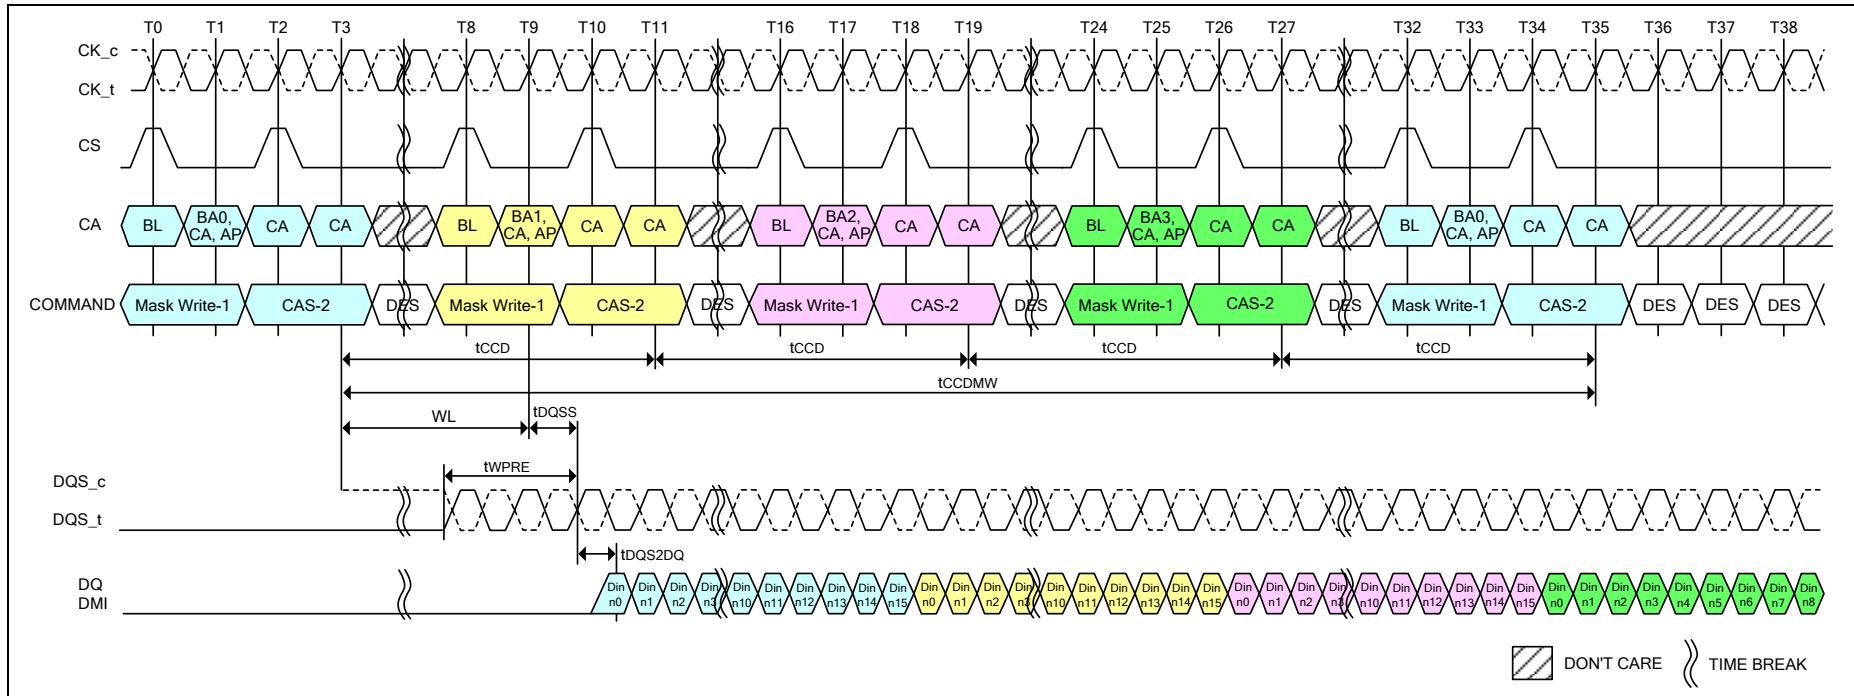 T0 T1 T2 T3 T8 T9 T10 T11 T16 T17 T18 T19 T24 T25 T26 T27 T32 T33 T34 T35 T36 T37 T38
CK_c
CK_t
CS
CA
BL BA0, CA, AP CA CA BL BA1, CA, AP CA CA BL BA2, CA, AP CA CA BL BA3, CA, AP CA CA BL BA0, CA, AP CA CA
COMMAND Mask Write-1 CAS-2 DES Mask Write-1 CAS-2 DES Mask Write-1 CAS-2 DES Mask Write-1 CAS-2 DES Mask Write-1 CAS-2 DES DES DES
tCCD tCCD tCCD tCCD
tCCDMW
WL tDQSS
tWPRE
DQS_c
DQS_t
tDQS2DQ
DQ
DMI
Din n0 Din n1 Din n2 Din n3 Din n10 Din n11 Din n12 Din n13 Din n14 Din n15 Din n0 Din n1 Din n2 Din n3 Din n10 Din n11 Din n12 Din n13 Din n14 Din n15 Din n0 Din n1 Din n2 Din n3 Din n10 Din n11 Din n12 Din n13 Din n14 Din n15 Din n0 Din n1 Din n2 Din n3 Din n4 Din n5 Din n6 Din n7 Din n8
DON'T CARE TIME BREAK